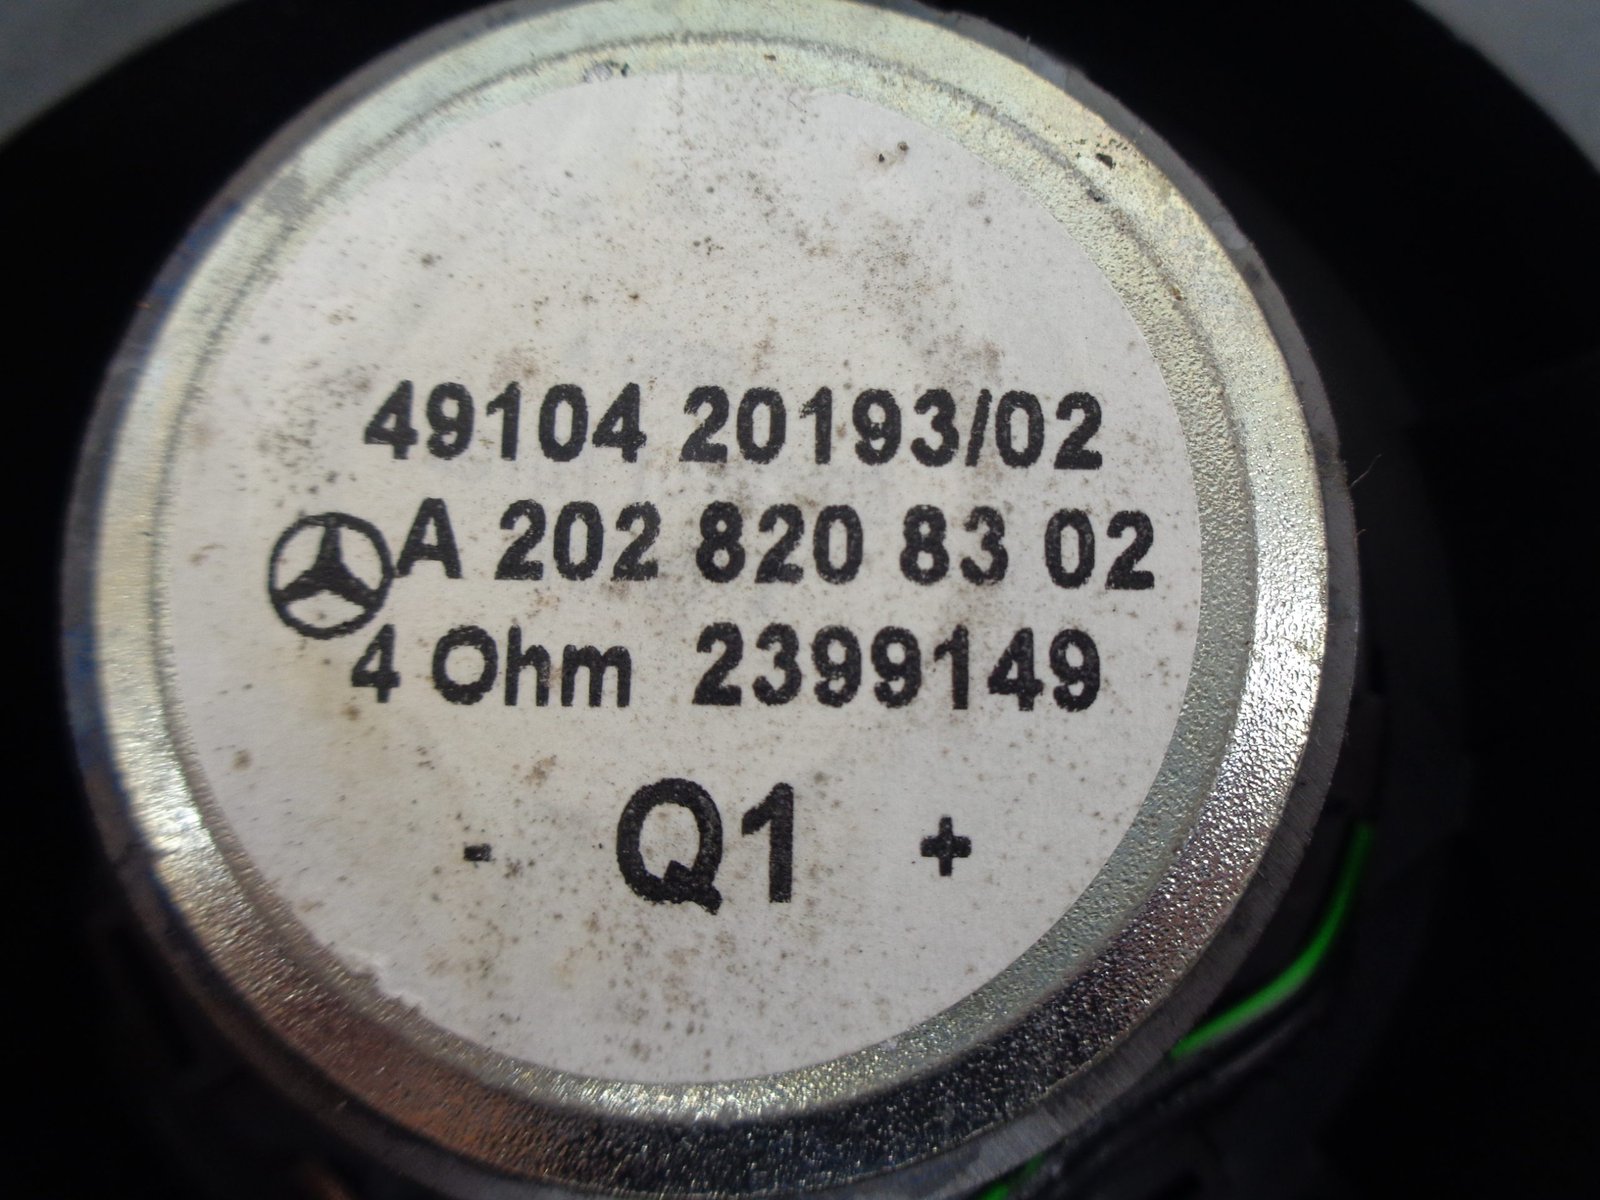 49104 20193/02
A 202 820 83 02
4 Ohm 2399149
- Q1 +